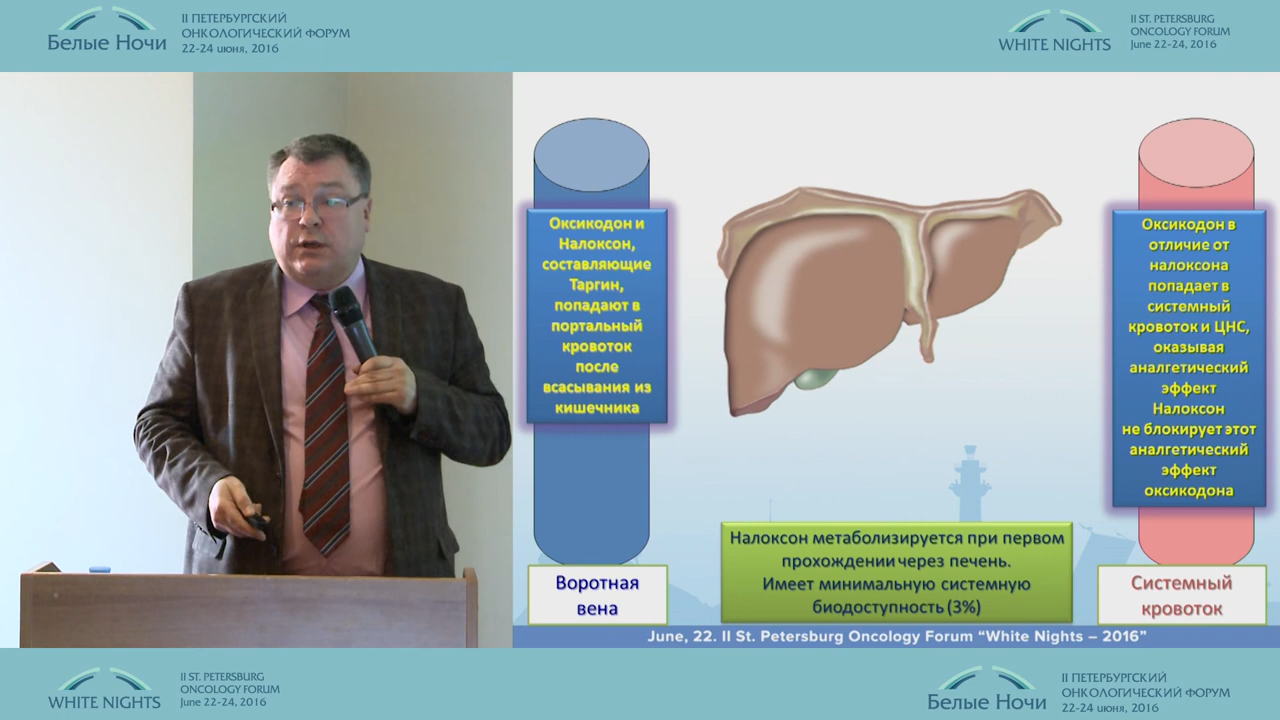 Белые Ночи
II ПЕТЕРБУРГСКИЙ
ОНКОЛОГИЧЕСКИЙ ФОРУМ
22-24 июня, 2016
WHITE NIGHTS
II ST. PETERSBURG
ONCOLOGY FORUM
June 22-24, 2016
Оксикодон и
Налоксон,
составляющие
Таргин,
попадают в
портальный
кровоток
после
всасывания из
кишечника
Воротная
вена
Налоксон метаболизируется при первом
прохождении через печень.
Имеет минимальную системную
биодоступность (3%)
Оксикодон в
отличие от
налоксона
попадает в
системный
кровоток и ЦНС,
оказывая
аналгетический
эффект
Налоксон
не блокирует этот
аналгетический
эффект
оксикодона
Системный
кровоток
June, 22. II St. Petersburg Oncology Forum “White Nights – 2016”
WHITE NIGHTS
II ST. PETERSBURG
ONCOLOGY FORUM
June 22-24, 2016
Белые Ночи
II ПЕТЕРБУРГСКИЙ
ОНКОЛОГИЧЕСКИЙ ФОРУМ
22-24 июня, 2016